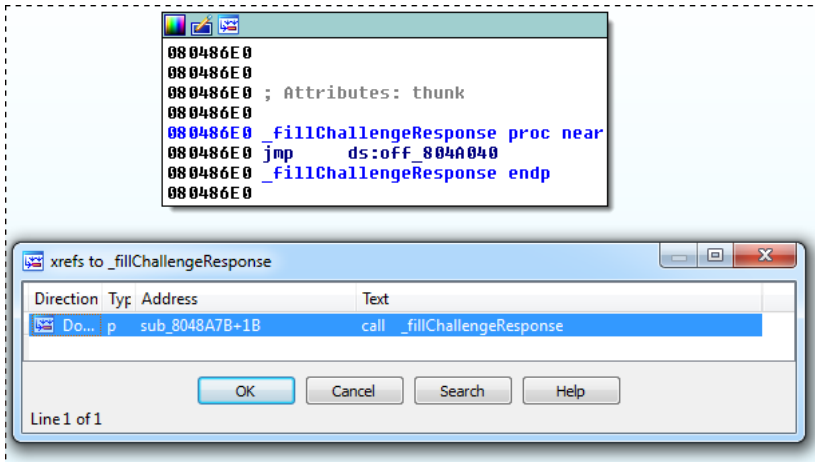 080486E0
080486E0
080486E0 ; Attributes: thunk
080486E0
080486E0 _fillChallengeResponse proc near
080486E0 jmp     ds:off_804A040
080486E0 _fillChallengeResponse endp
080486E0
xrefs to _fillChallengeResponse
Direction Typ Address Text
Do... p sub_8048A7B+1B call _fillChallengeResponse
OK Cancel Search Help
Line 1 of 1